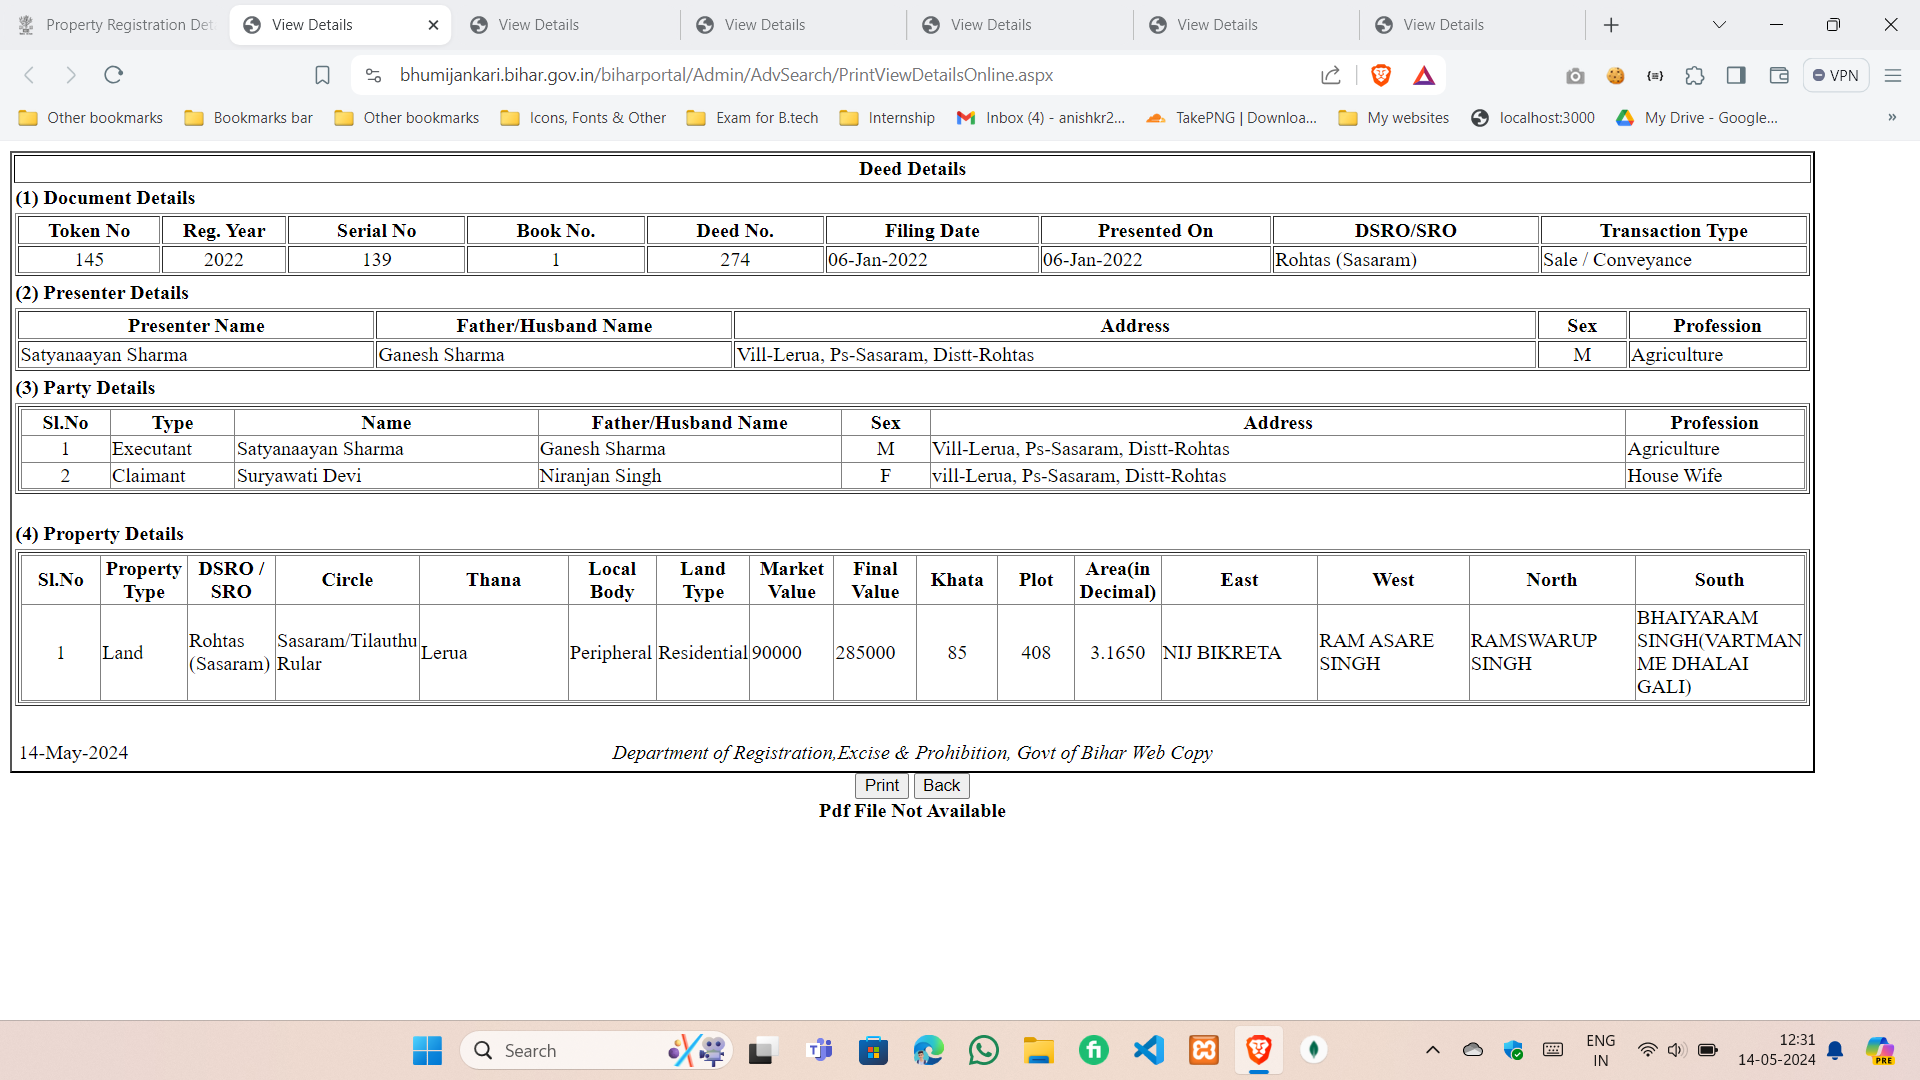 Property Registration Det
View Details
View Details
View Details
View Details
View Details
View Details
bhumijankari.bihar.gov.in/biharportal/Admin/AdvSearch/PrintViewDetailsOnline.aspx
VPN
Other bookmarks Bookmarks bar Other bookmarks Icons, Fonts & Other Exam for B.tech Internship Inbox (4) - anishkr2... TakePNG | Downloa... My websites localhost:3000 My Drive - Google... »
Deed Details
(1) Document Details
Token No Reg. Year Serial No Book No. Deed No. Filing Date Presented On DSRO/SRO Transaction Type
145 2022 139 1 274 06-Jan-2022 06-Jan-2022 Rohtas (Sasaram) Sale / Conveyance
(2) Presenter Details
Presenter Name Father/Husband Name Address Sex Profession
Satyanaayan Sharma Ganesh Sharma Vill-Lerua, Ps-Sasaram, Distt-Rohtas M Agriculture
(3) Party Details
Sl.No Type Name Father/Husband Name Sex Address Profession
1 Executant Satyanaayan Sharma Ganesh Sharma M Vill-Lerua, Ps-Sasaram, Distt-Rohtas Agriculture
2 Claimant Suryawati Devi Niranjan Singh F vill-Lerua, Ps-Sasaram, Distt-Rohtas House Wife
(4) Property Details
Sl.No Property Type DSRO / SRO Circle Thana Local Body Land Type Market Value Final Value Khata Plot Area(in Decimal) East West North South
1 Land Rohtas (Sasaram) Sasaram/Tilauthu Rular Lerua Peripheral Residential 90000 285000 85 408 3.1650 NIJ BIKRETA RAM ASARE SINGH RAMSWARUP SINGH BHAIYARAM SINGH(VARTMAN ME DHALAI GALI)
14-May-2024 Department of Registration,Excise & Prohibition, Govt of Bihar Web Copy
Print Back
Pdf File Not Available
Search
ENG
IN
12:31
14-05-2024
PRE